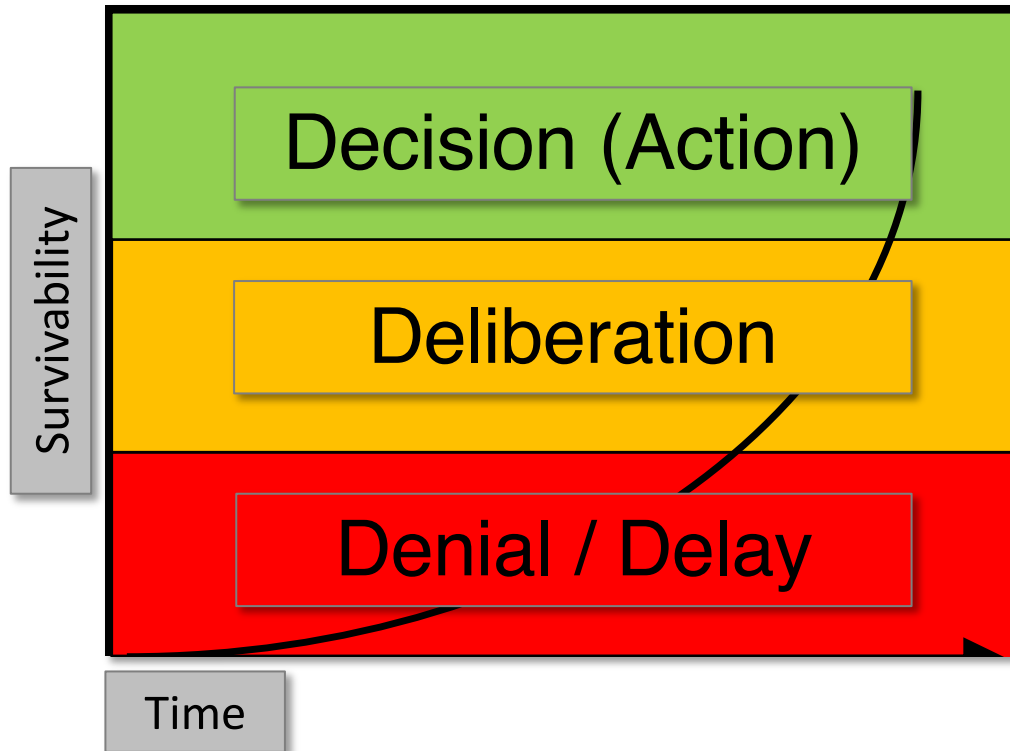 Decision (Action)
Survivability
Deliberation
Denial / Delay
Time